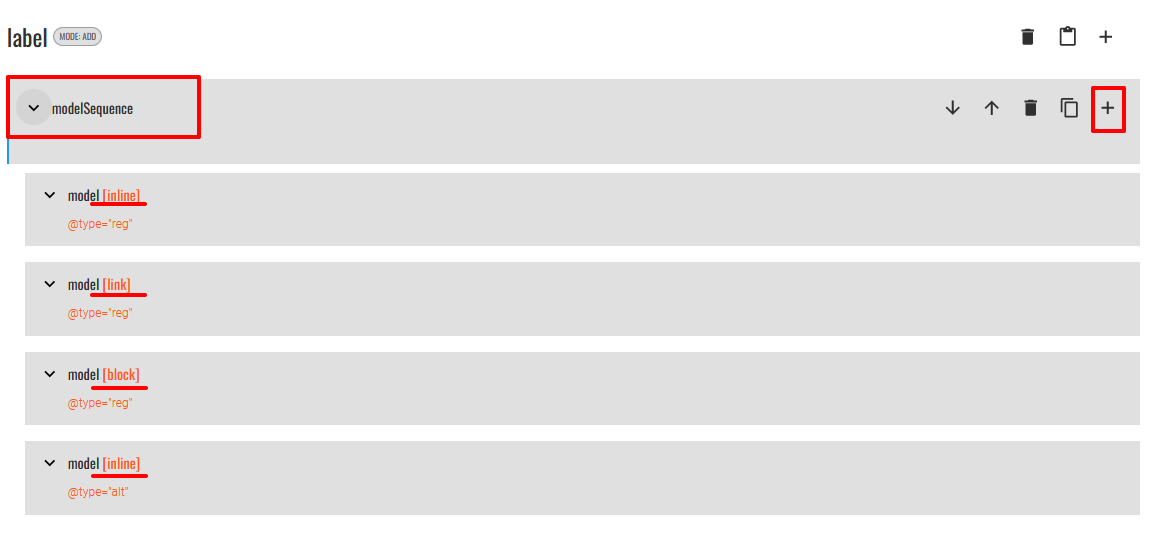 label MODE: ADD
modelSequence
model [inline]
@type="reg"
model [link]
@type="reg"
model [block]
@type="reg"
model [inline]
@type="alt"